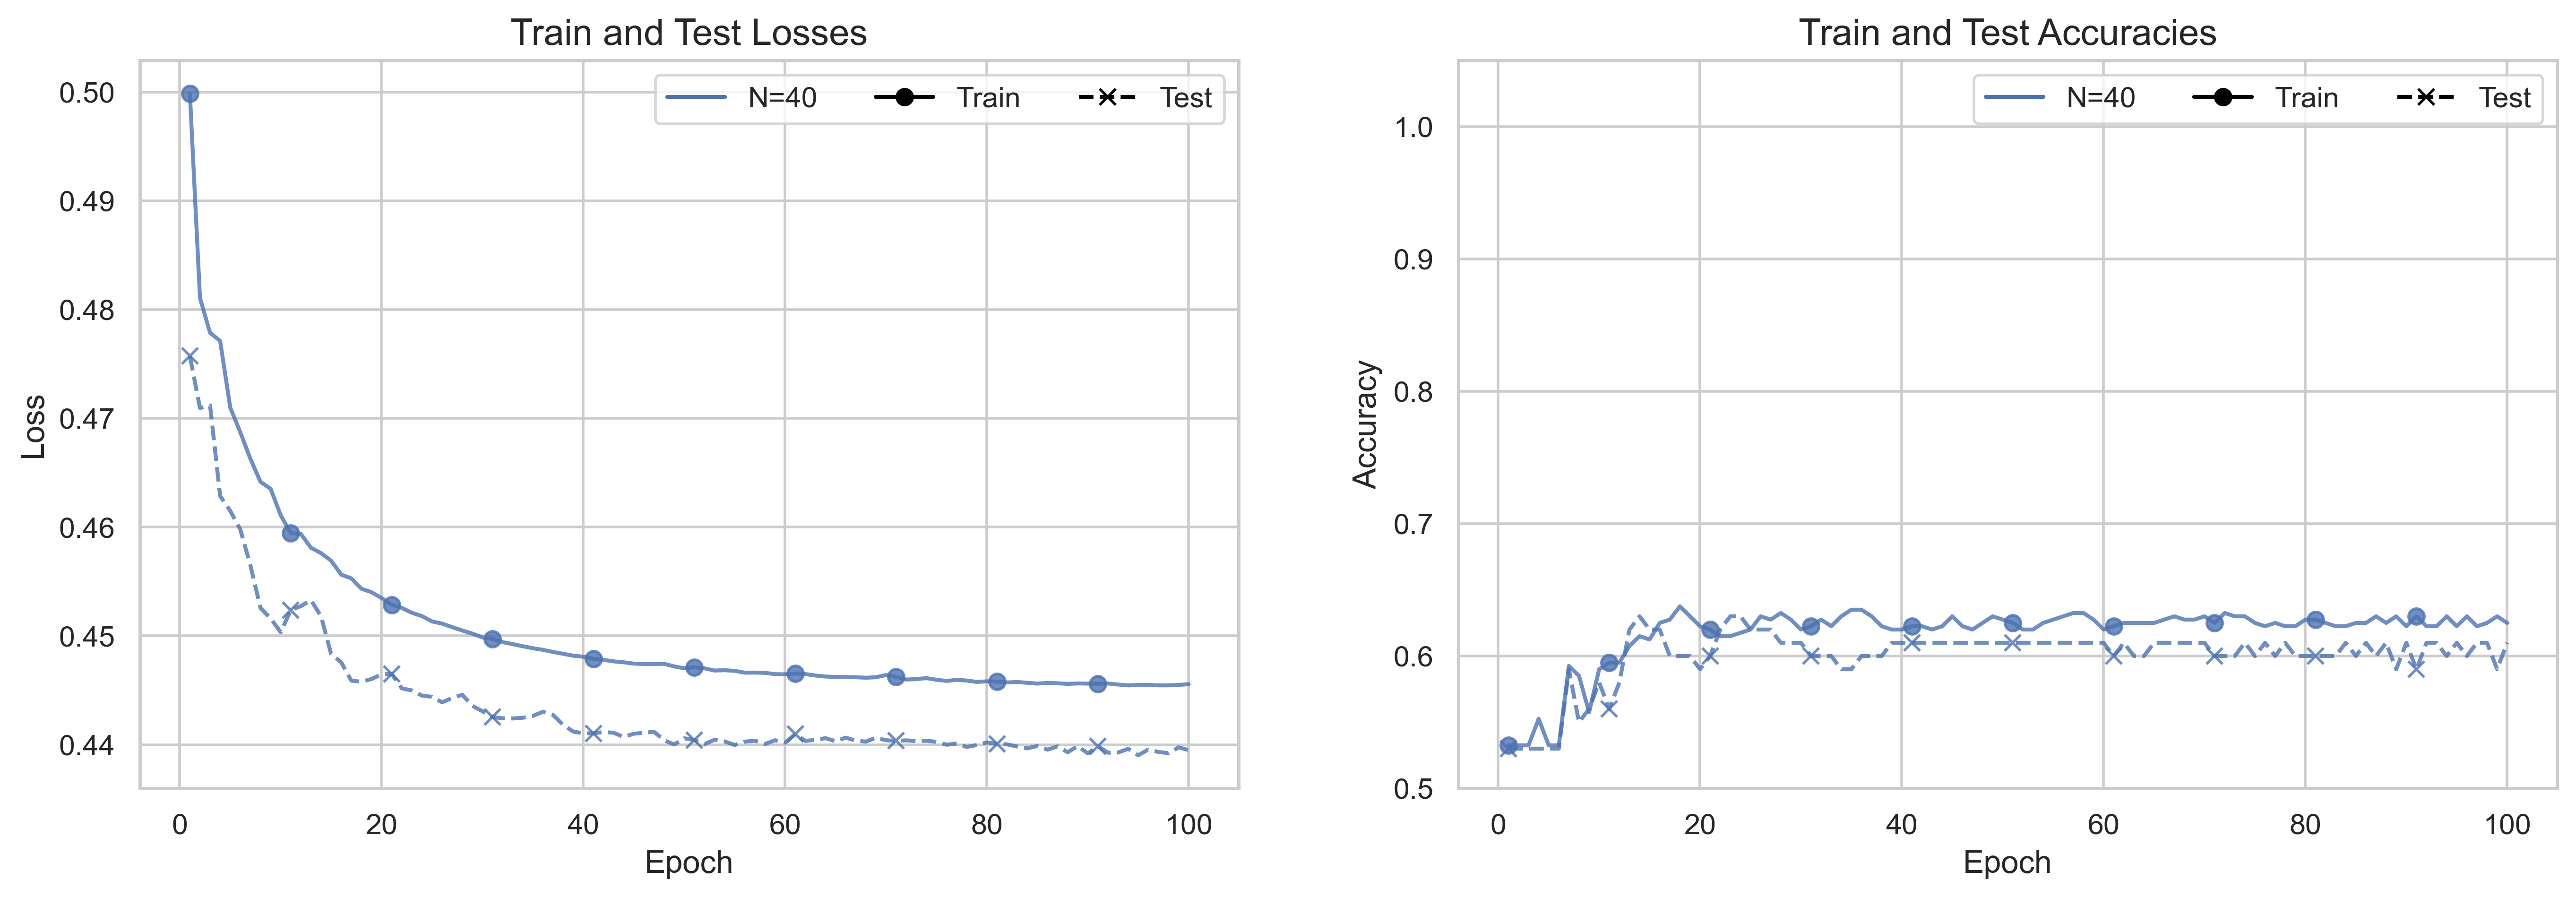 Train and Test Losses
N=40 Train Test
0.50
0.49
0.48
0.47
0.46
0.45
0.44
Loss
0 20 40 60 80 100
Epoch
Train and Test Accuracies
N=40 Train Test
1.0
0.9
0.8
0.7
0.6
0.5
Accuracy
0 20 40 60 80 100
Epoch